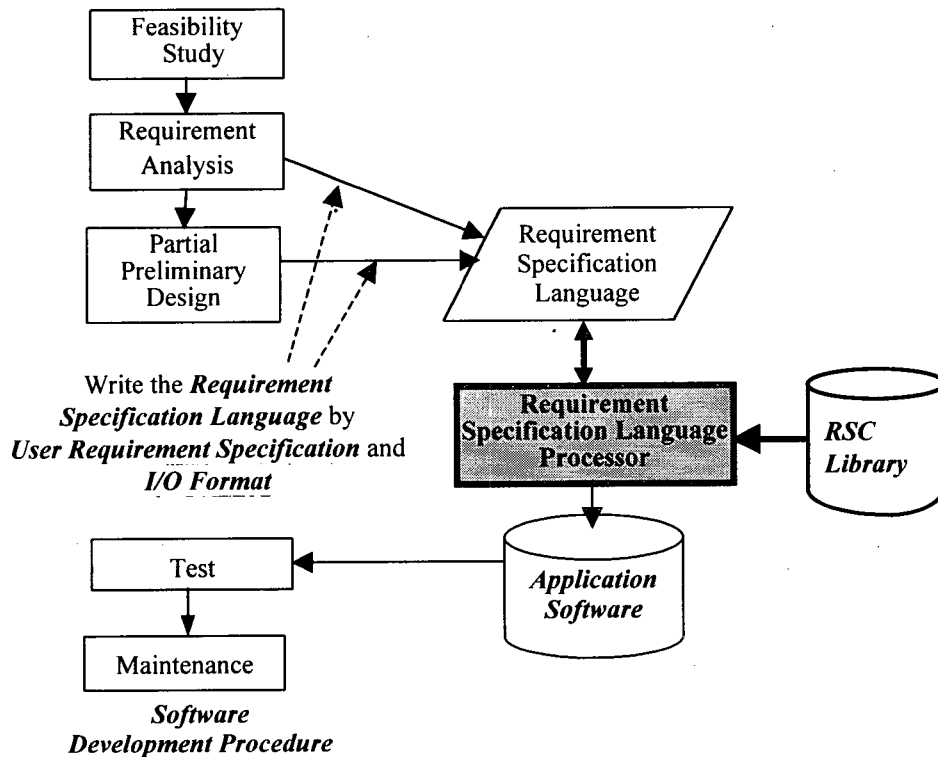 Feasibility
Study
Requirement
Analysis
Partial
Preliminary
Design
Requirement
Specification
Language
Write the Requirement
Specification Language by
User Requirement Specification and
I/O Format
Requirement
Specification Language
Processor
RSC
Library
Application
Software
Test
Maintenance
Software
Development Procedure